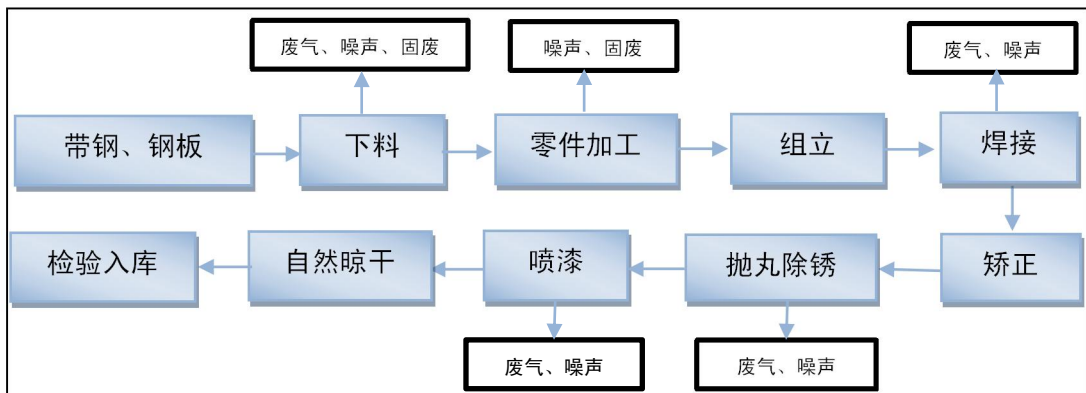 废气、噪声、固废
噪声、固废
废气、噪声
带钢、钢板
下料
零件加工
组立
焊接
检验入库
自然晾干
喷漆
抛丸除锈
矫正
废气、噪声
废气、噪声